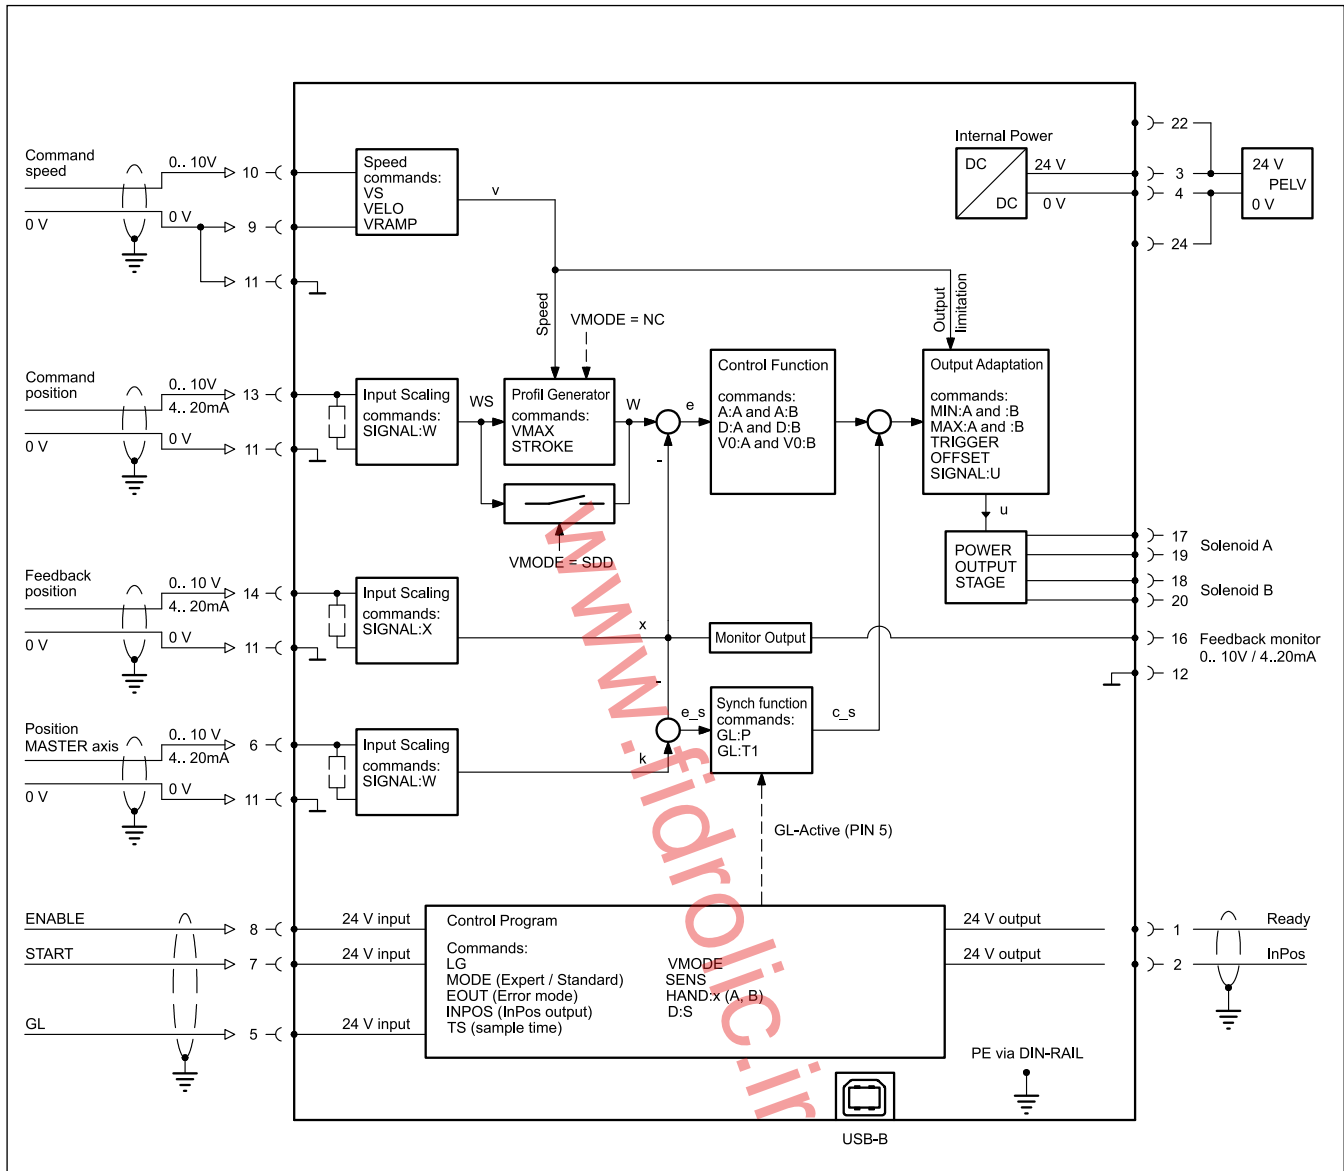 Command
speed
0 V
0.. 10V
0 V
10
9
11
Speed
commands:
VS
VELO
VRAMP
v
Speed
Output
limitation
VMODE = NC
Internal Power
DC
DC
24 V
0 V
22
3
4
24
24 V
PELV
0 V
Command
position
0 V
0.. 10V
4.. 20mA
0 V
13
11
Input Scaling
commands:
SIGNAL:W
WS
Profil Generator
commands:
VMAX
STROKE
W
-
e
Control Function
commands:
A:A and A:B
D:A and D:B
V0:A and V0:B
Output Adaptation
commands:
MIN:A and :B
MAX:A and :B
TRIGGER
OFFSET
SIGNAL:U
u
VMODE = SDD
POWER
OUTPUT
STAGE
17
19
Solenoid A
18
20
Solenoid B
Feedback
position
0 V
0.. 10 V
4.. 20mA
0 V
14
11
Input Scaling
commands:
SIGNAL:X
x
Monitor Output
16
Feedback monitor
0.. 10V / 4..20mA
12
Position
MASTER axis
0 V
0.. 10 V
4.. 20mA
0 V
6
11
Input Scaling
commands:
SIGNAL:W
k
-
e_s
Synch function
commands:
GL:P
GL:T1
c_s
GL-Active (PIN 5)
ENABLE
START
GL
8
7
5
24 V input
24 V input
24 V input
Control Program
Commands:
LG
MODE (Expert / Standard)
EOUT (Error mode)
INPOS (InPos output)
TS (sample time)
VMODE
SENS
HAND:x (A, B)
D:S
24 V output
24 V output
1
2
Ready
InPos
PE via DIN-RAIL
USB-B
www.fidrolic.ir